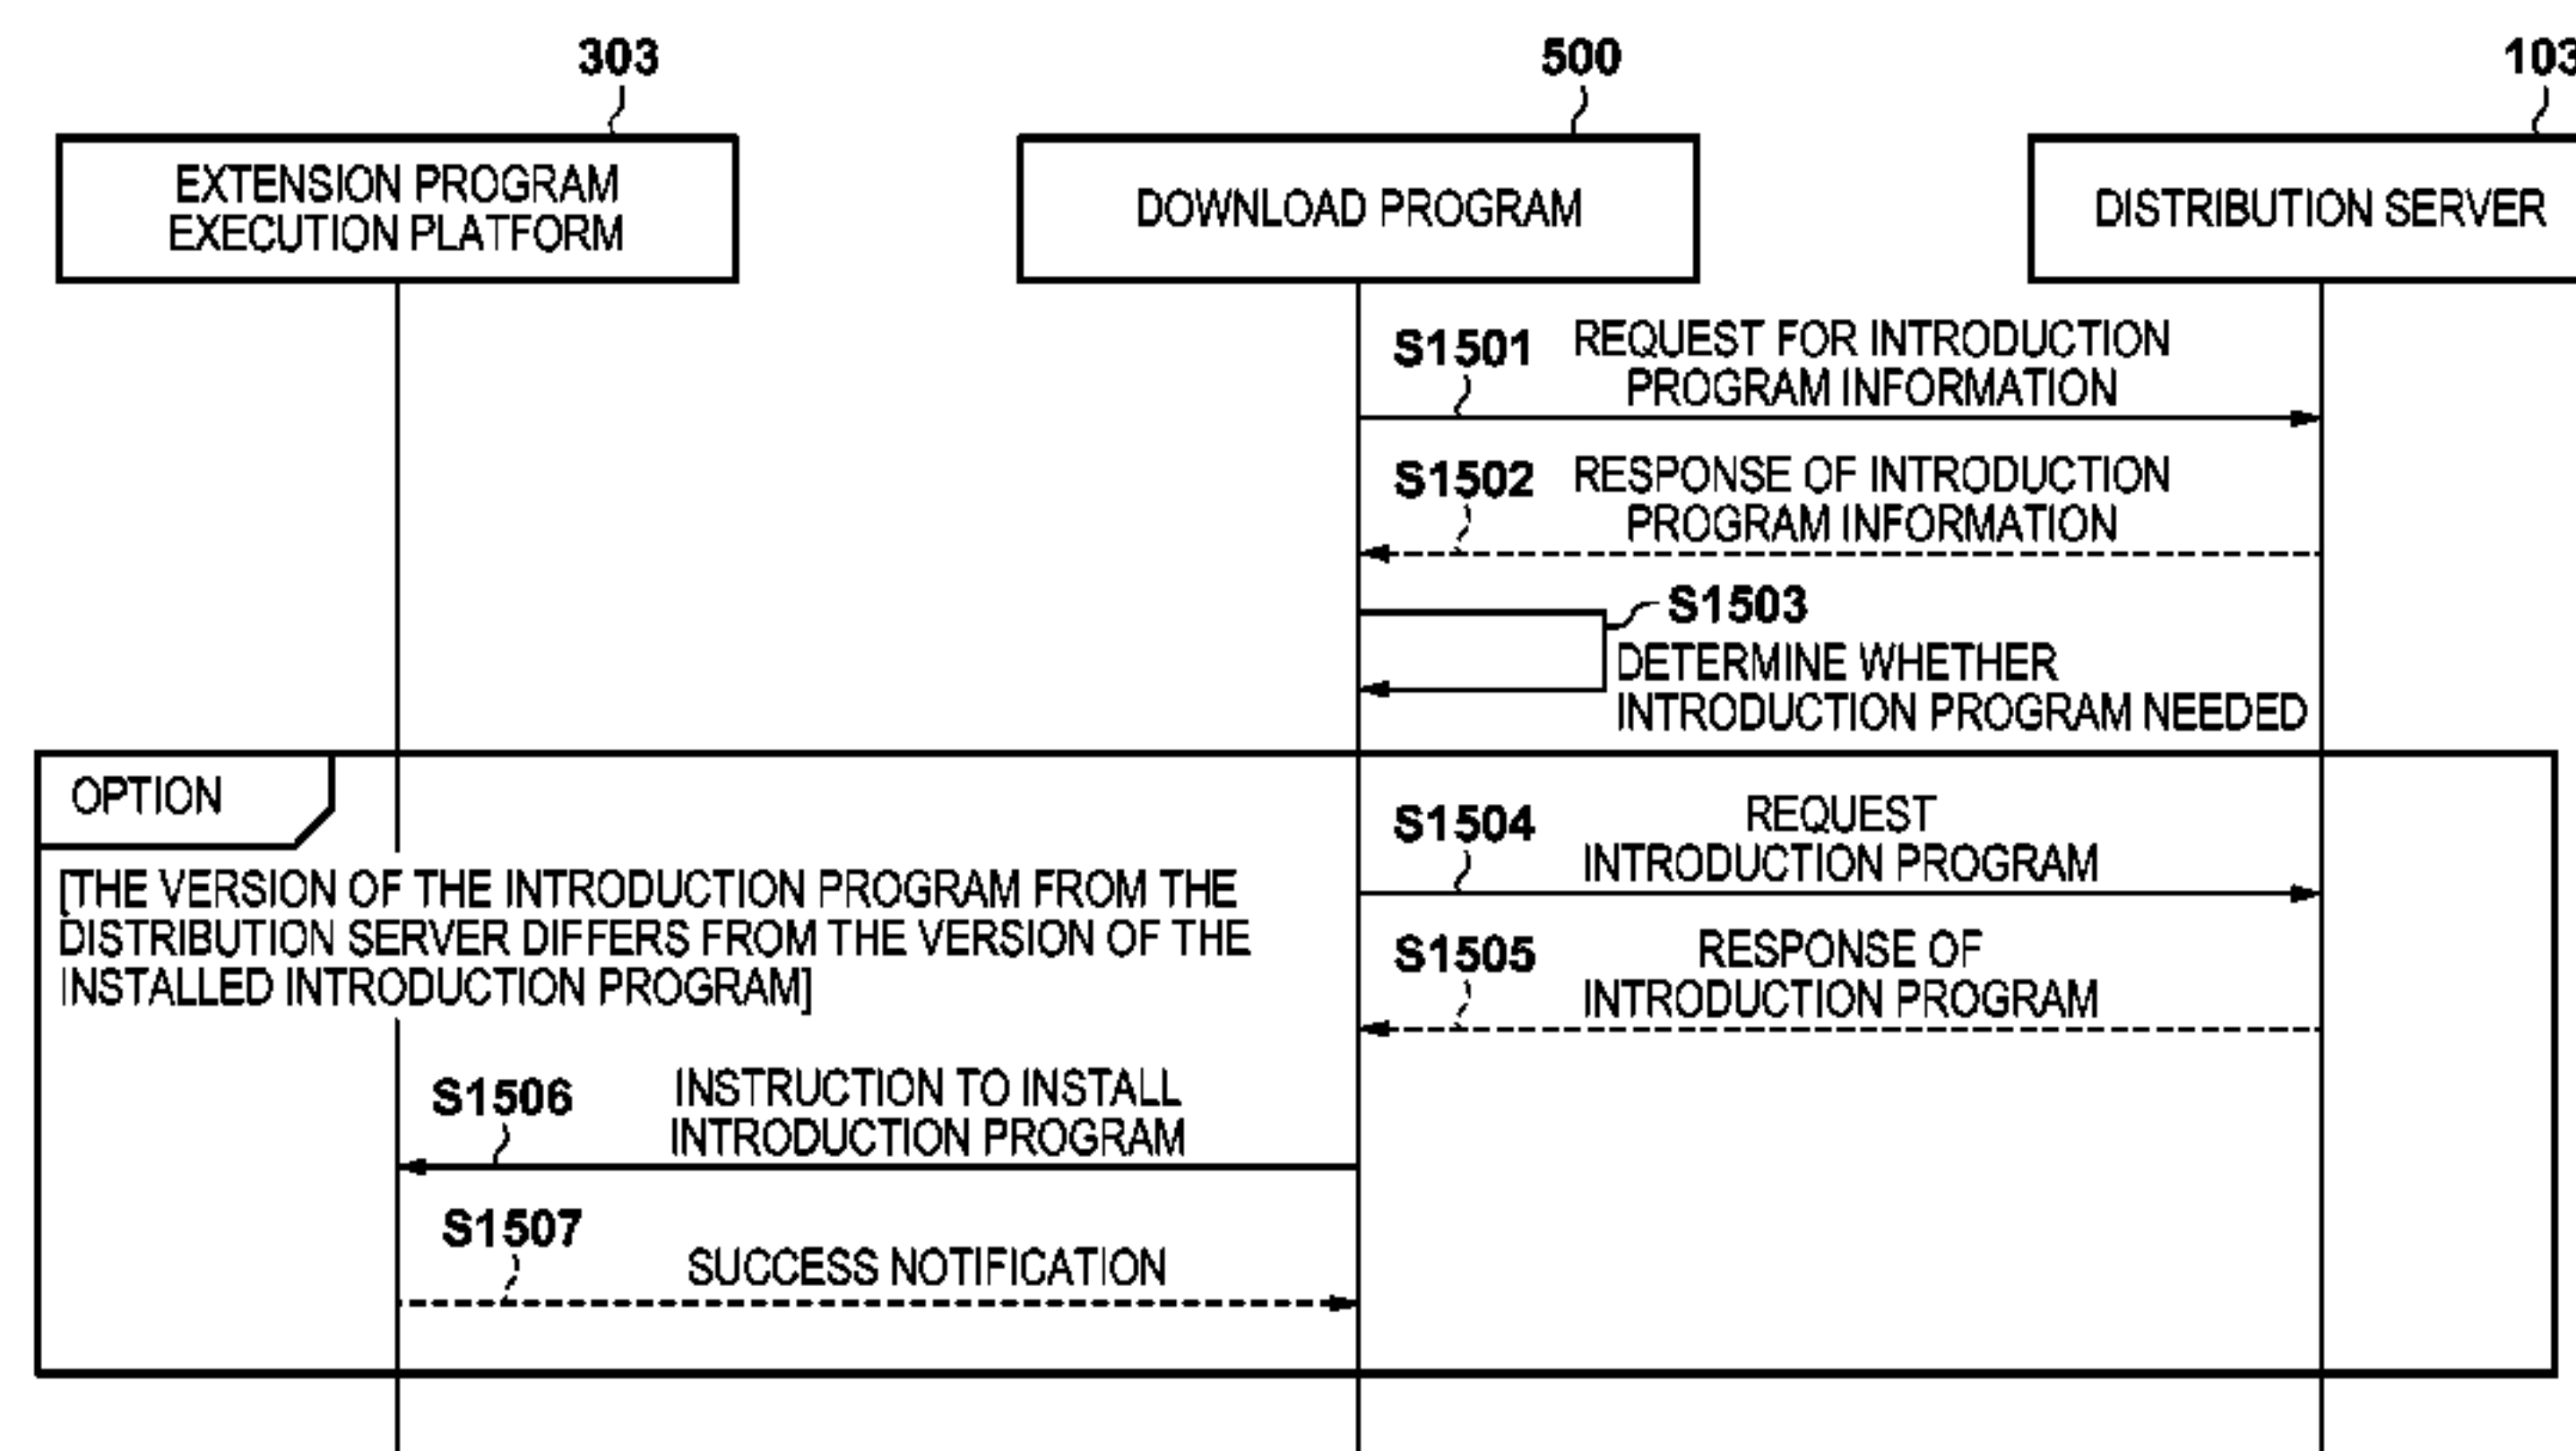 303
500
103
EXTENSION PROGRAM
EXECUTION PLATFORM
DOWNLOAD PROGRAM
DISTRIBUTION SERVER
S1501
REQUEST FOR INTRODUCTION
PROGRAM INFORMATION
S1502
RESPONSE OF INTRODUCTION
PROGRAM INFORMATION
S1503
DETERMINE WHETHER
INTRODUCTION PROGRAM NEEDED
OPTION
[THE VERSION OF THE INTRODUCTION PROGRAM FROM THE
DISTRIBUTION SERVER DIFFERS FROM THE VERSION OF THE
INSTALLED INTRODUCTION PROGRAM]
S1504
REQUEST
INTRODUCTION PROGRAM
S1505
RESPONSE OF
INTRODUCTION PROGRAM
S1506
INSTRUCTION TO INSTALL
INTRODUCTION PROGRAM
S1507
SUCCESS NOTIFICATION